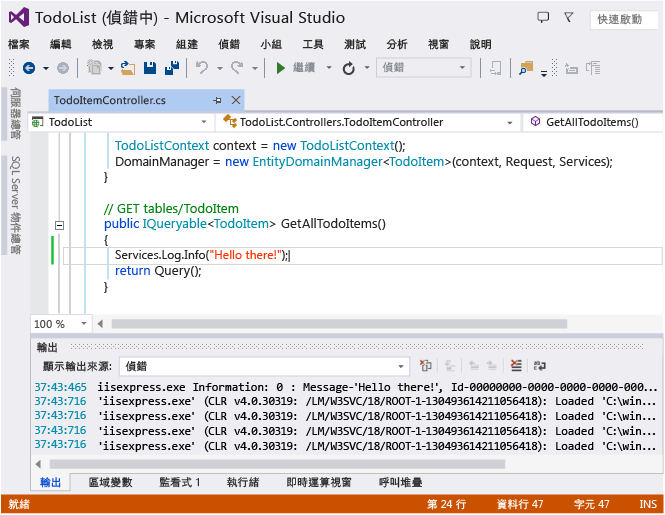 TodoList (偵錯中) - Microsoft Visual Studio
快速啟動
檔案 編輯 檢視 專案 組建 偵錯 小組 工具 測試 分析 視窗 說明
繼續 偵錯
伺服器總管
SQL Server 物件總管
TodoItemController.cs
TodoList TodoList.Controllers.TodoItemController GetAllTodoItems()
TodoListContext context = new TodoListContext();
DomainManager = new EntityDomainManager<TodoItem>(context, Request, Services);
}
// GET tables/TodoItem
public IQueryable<TodoItem> GetAllTodoItems()
{
Services.Log.Info("Hello there!");
return Query();
}
100 %
輸出
顯示輸出來源: 偵錯
37:43:465 iisexpress.exe Information: 0 : Message-'Hello there!', Id-00000000-0000-0000-0000-000...
37:43:716 'iisexpress.exe' (CLR v4.0.30319: /LM/W3SVC/18/ROOT-1-130493614211056418): Loaded 'C:\win...
37:43:716 'iisexpress.exe' (CLR v4.0.30319: /LM/W3SVC/18/ROOT-1-130493614211056418): Loaded 'C:\win...
37:43:716 'iisexpress.exe' (CLR v4.0.30319: /LM/W3SVC/18/ROOT-1-130493614211056418): Loaded 'C:\win...
37:43:716 'iisexpress.exe' (CLR v4.0.30319: /LM/W3SVC/18/ROOT-1-130493614211056418): Loaded 'C:\win...
輸出 區域變數 監看式 1 執行緒 即時運算視窗 呼叫堆疊
就緒 第 24 行 資料行 47 字元 47 INS